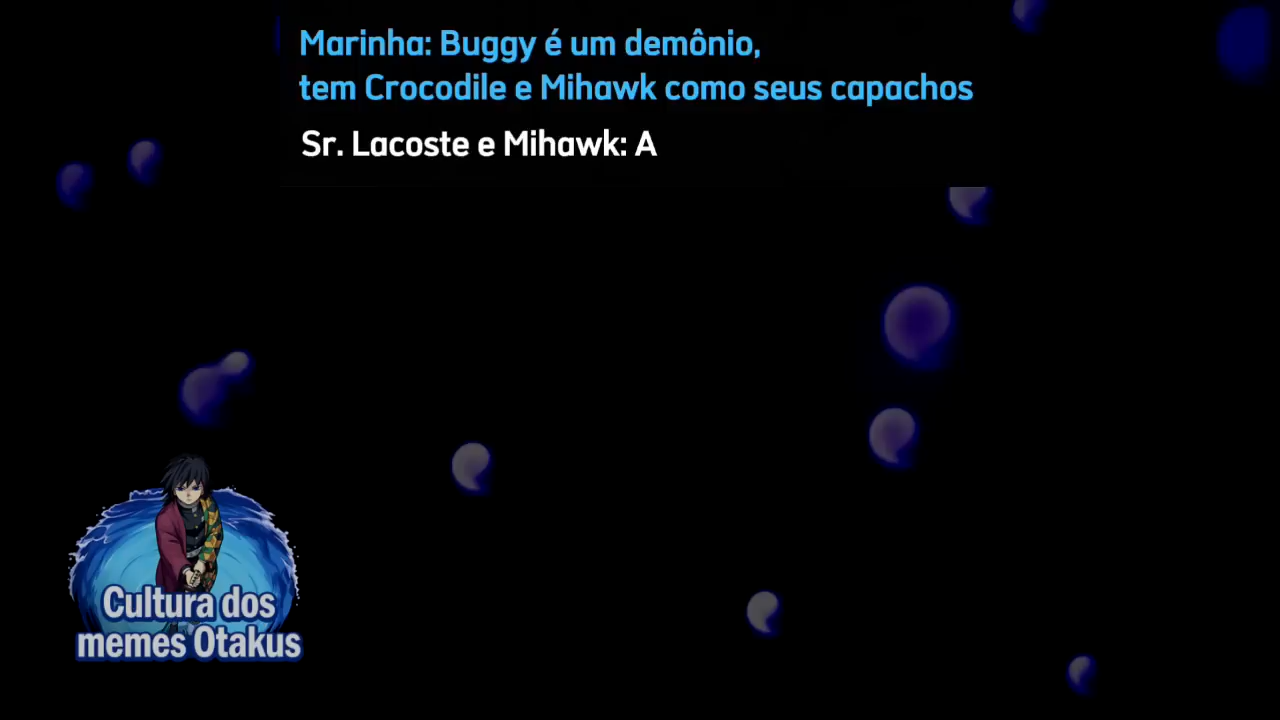 Marinha: Buggy é um demônio,
tem Crocodile e Mihawk como seus capachos
Sr. Lacoste e Mihawk: A
Cultura dos
memes Otakus